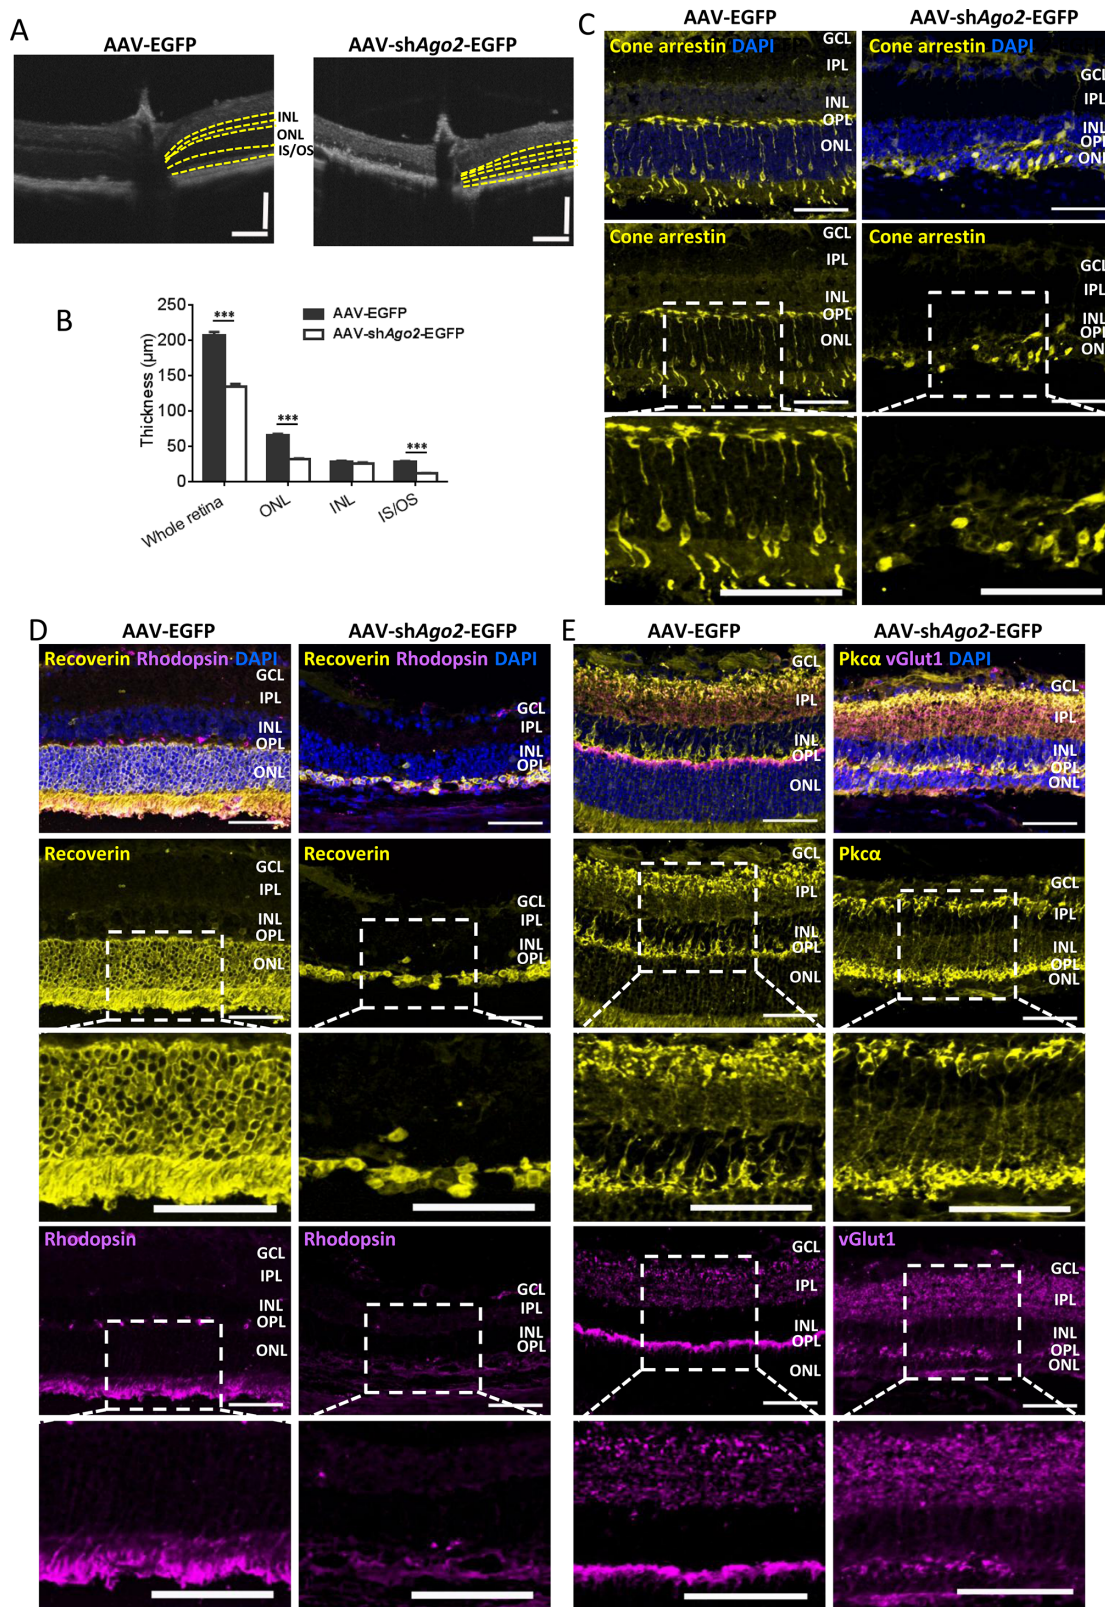 A
AAV-EGFP
AAV-shAgo2-EGFP
INL
ONL
IS/OS
B
Thickness (μm)
250
200
150
100
50
0
***
***
***
AAV-EGFP
AAV-shAgo2-EGFP
Whole retina
ONL
INL
IS/OS
C
AAV-EGFP
AAV-shAgo2-EGFP
Cone arrestin DAPI
GCL
IPL
INL
OPL
ONL
Cone arrestin DAPI
GCL
IPL
INL
OPL
ONL
Cone arrestin
GCL
IPL
INL
OPL
ONL
Cone arrestin
GCL
IPL
INL
OPL
ONL
D
AAV-EGFP
AAV-shAgo2-EGFP
Recoverin Rhodopsin DAPI
GCL
IPL
INL
OPL
ONL
Recoverin Rhodopsin DAPI
GCL
IPL
INL
OPL
Recoverin
GCL
IPL
INL
OPL
ONL
Recoverin
GCL
IPL
INL
OPL
Rhodopsin
GCL
IPL
INL
OPL
ONL
Rhodopsin
GCL
IPL
INL
OPL
E
AAV-EGFP
AAV-shAgo2-EGFP
GCL
IPL
INL
OPL
ONL
Pkcα vGlut1 DAPI
GCL
IPL
INL
OPL
ONL
GCL
IPL
INL
OPL
ONL
Pkcα
GCL
IPL
INL
OPL
ONL
GCL
IPL
INL
OPL
ONL
vGlut1
GCL
IPL
INL
OPL
ONL